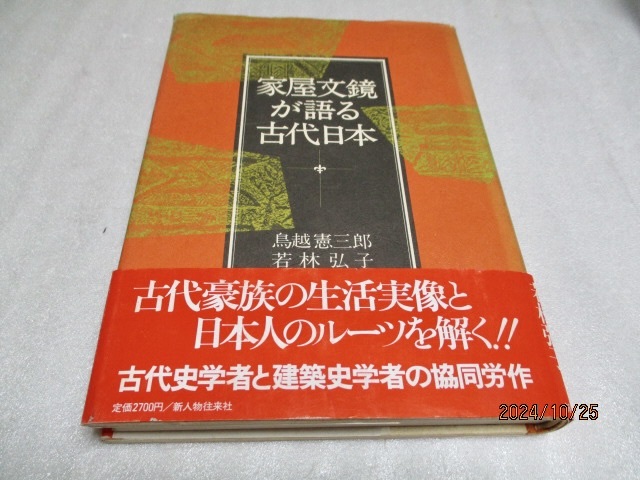 家屋文鏡
が語る
古代日本
鳥越憲三郎
若林弘子
古代豪族の生活実像と
日本人のルーツを解く!!
古代史学者と建築史学者の協同労作
定価2700円/新人物往来社
2024/10/25